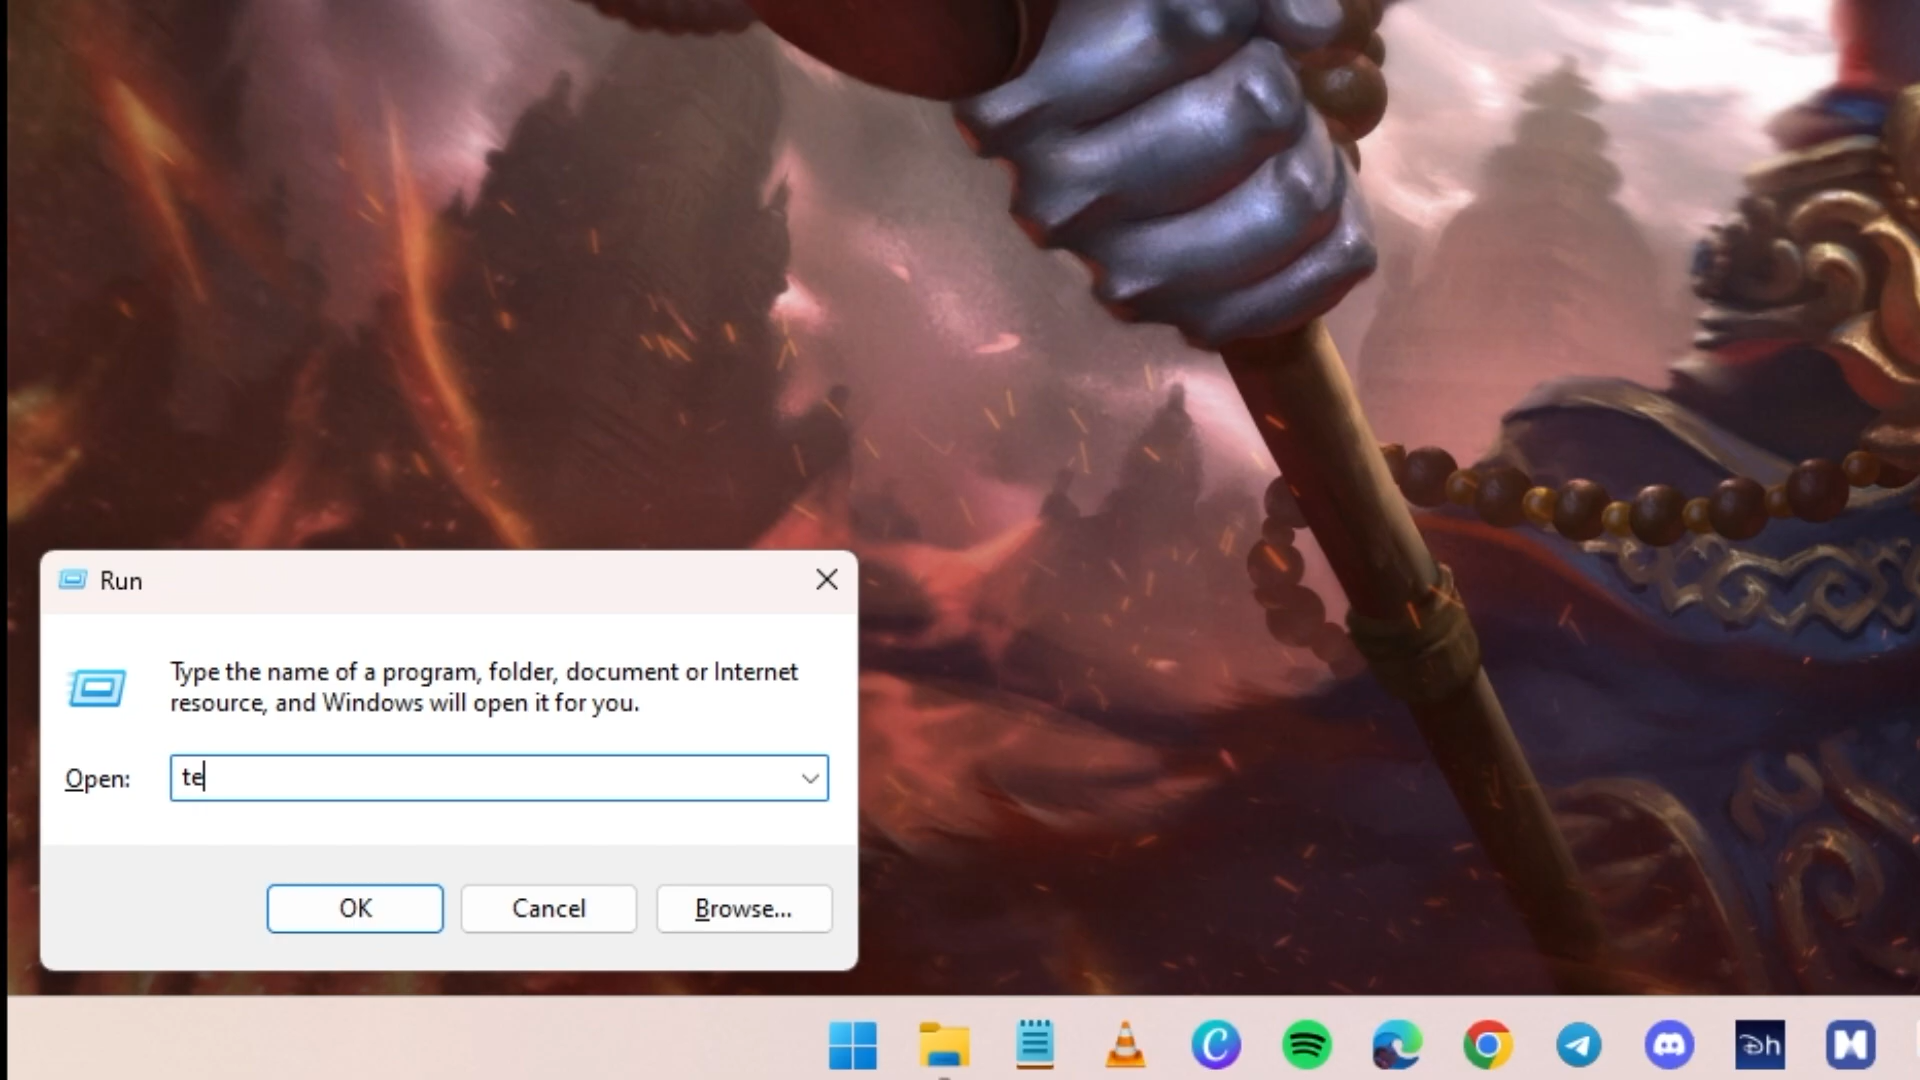 Run
Type the name of a program, folder, document or Internet
resource, and Windows will open it for you.
Open:
te
OK
Cancel
Browse...
Dh